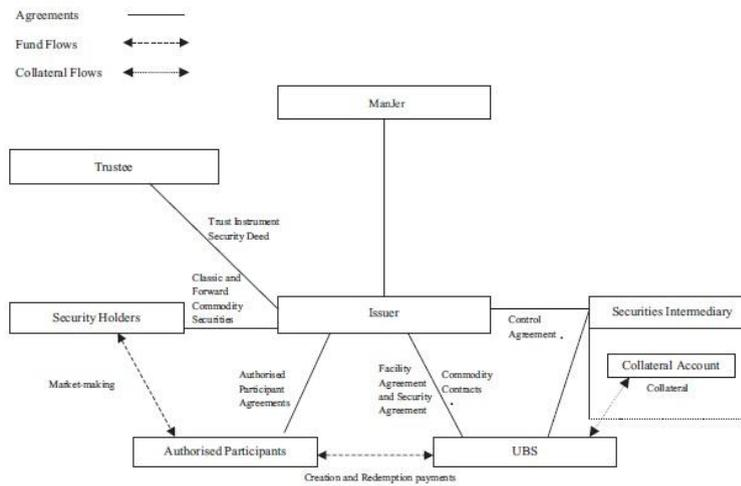 Agreements
Fund Flows
Collateral Flows
ManJer
Trustee
Trust Instrument
Security Deed
Classic and
Forward
Commodity
Securities
Security Holders
Issuer
Securities Intermediary
Control
Agreement
Collateral Account
Collateral
Market-making
Authorised
Participant
Agreements
Facility
Agreement
and Security
Agreement
Commodity
Contracts
Authorised Participants
UBS
Creation and Redemption payments